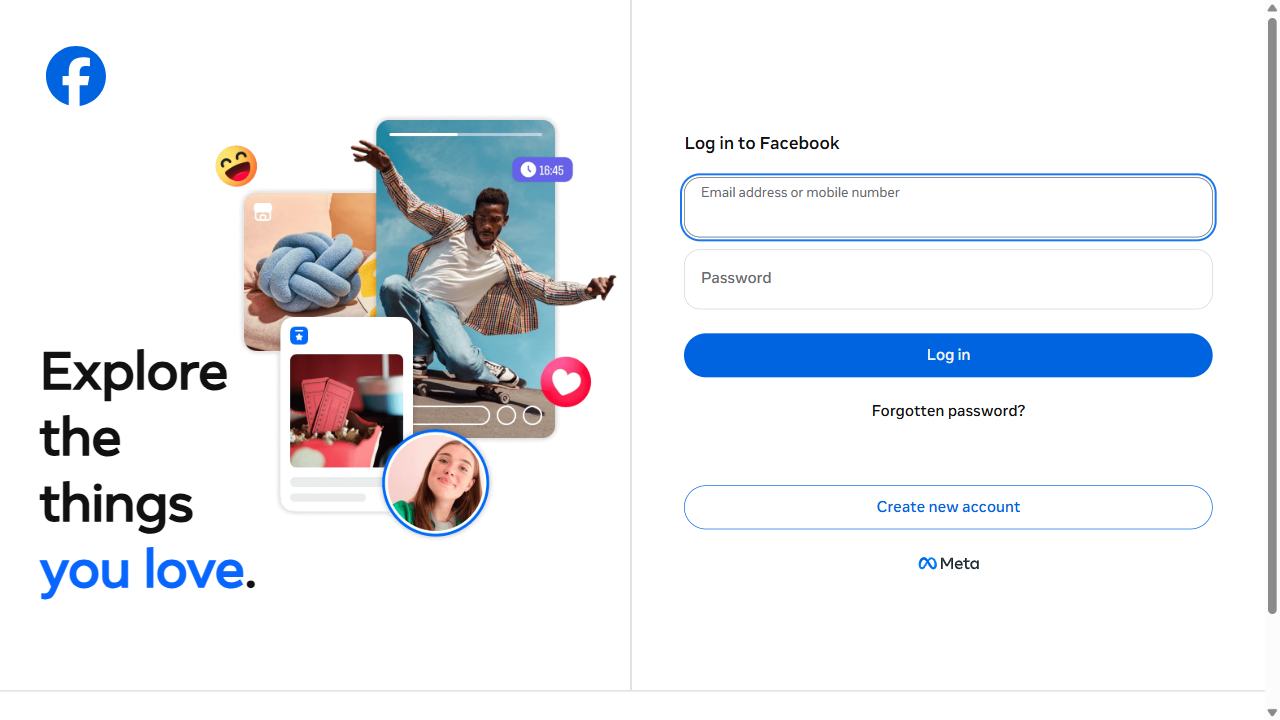 16:45
Explore
the
things
you love.
Log in to Facebook
Email address or mobile number
Password
Log in
Forgotten password?
Create new account
Meta